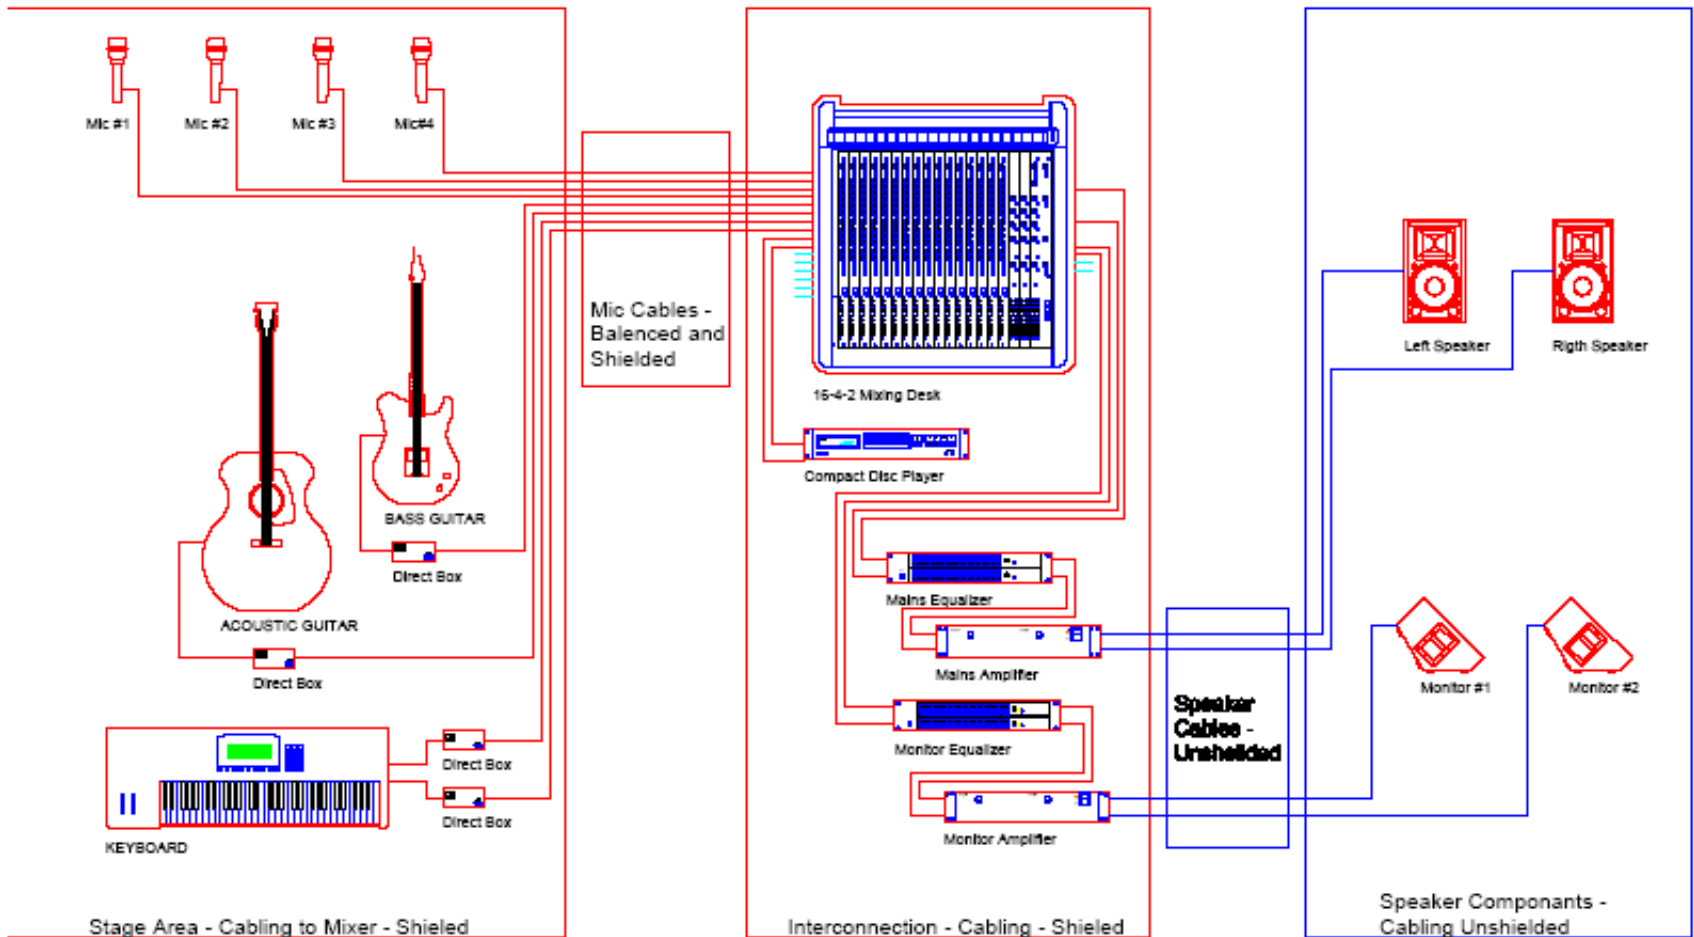 Mic #1
Mic #2
Mic #3
Mic#4
Mic Cables -
Balenced and
Shielded
BASS GUITAR
Direct Box
ACOUSTIC GUITAR
Direct Box
Direct Box
Direct Box
KEYBOARD
Stage Area - Cabling to Mixer - Shieled
16-4-2 Mixing Desk
Compact Disc Player
Mains Equalizer
Mains Amplifier
Monitor Equalizer
Monitor Amplifier
Interconnection - Cabling - Shieled
Speaker
Cables -
Unsheilded
Left Speaker
Rigth Speaker
Monitor #1
Monitor #2
Speaker Componants -
Cabling Unshielded